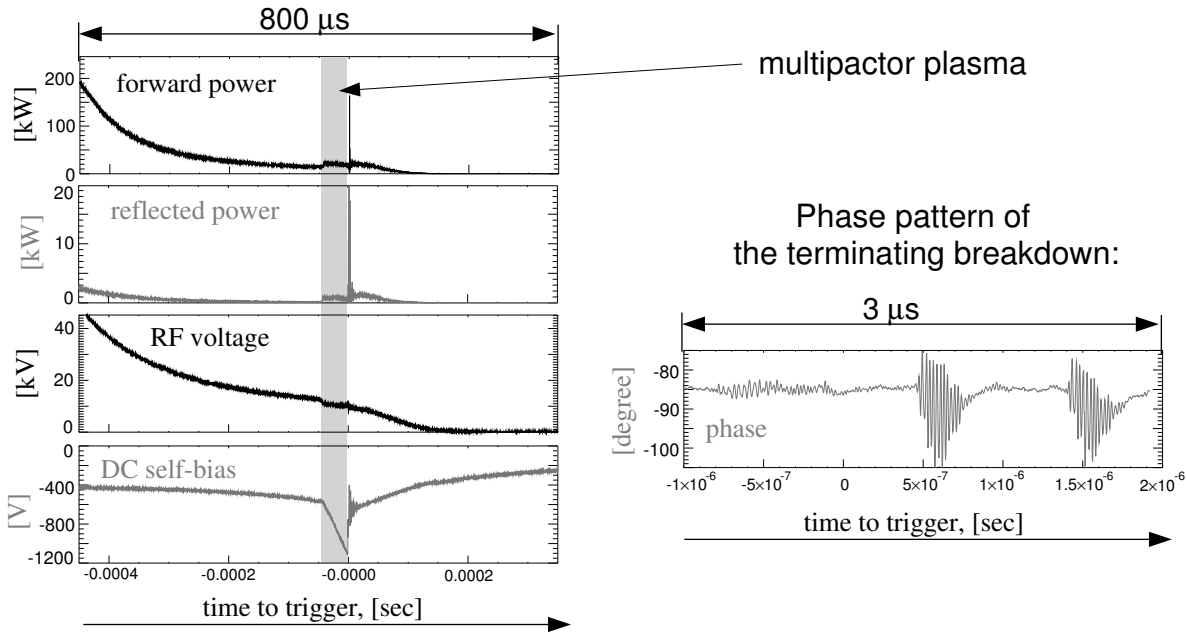 800 μs
multipactor plasma
forward power
[kW]
200
100
0
reflected power
[kW]
20
10
0
RF voltage
[kV]
40
20
0
DC self-bias
[V]
0
-400
-800
-1200
-0.0004 -0.0002 -0.0000 0.0002
time to trigger, [sec]
Phase pattern of
the terminating breakdown:
3 μs
[degree]
-80
-90
-100
phase
-1×10⁻⁶ -5×10⁻⁷ 0 5×10⁻⁷ 1×10⁻⁶ 1.5×10⁻⁶ 2×10⁻⁶
time to trigger, [sec]